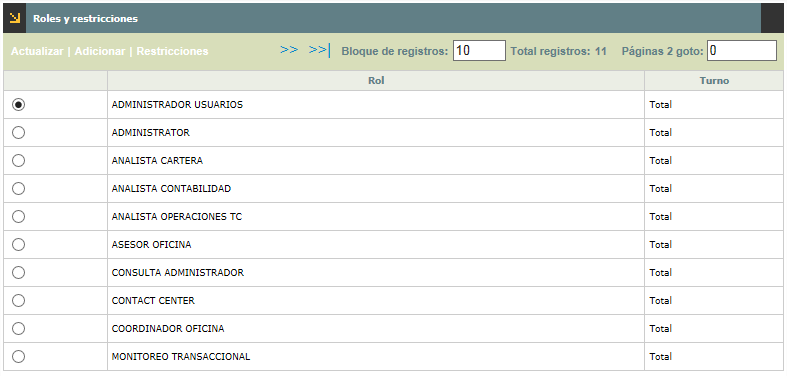 Roles y restricciones
Actualizar | Adicionar | Restricciones >> >>| Bloque de registros: 10 Total registros: 11 Páginas 2 goto: 0
Rol Turno
ADMINISTRADOR USUARIOS Total
ADMINISTRATOR Total
ANALISTA CARTERA Total
ANALISTA CONTABILIDAD Total
ANALISTA OPERACIONES TC Total
ASESOR OFICINA Total
CONSULTA ADMINISTRADOR Total
CONTACT CENTER Total
COORDINADOR OFICINA Total
MONITOREO TRANSACCIONAL Total